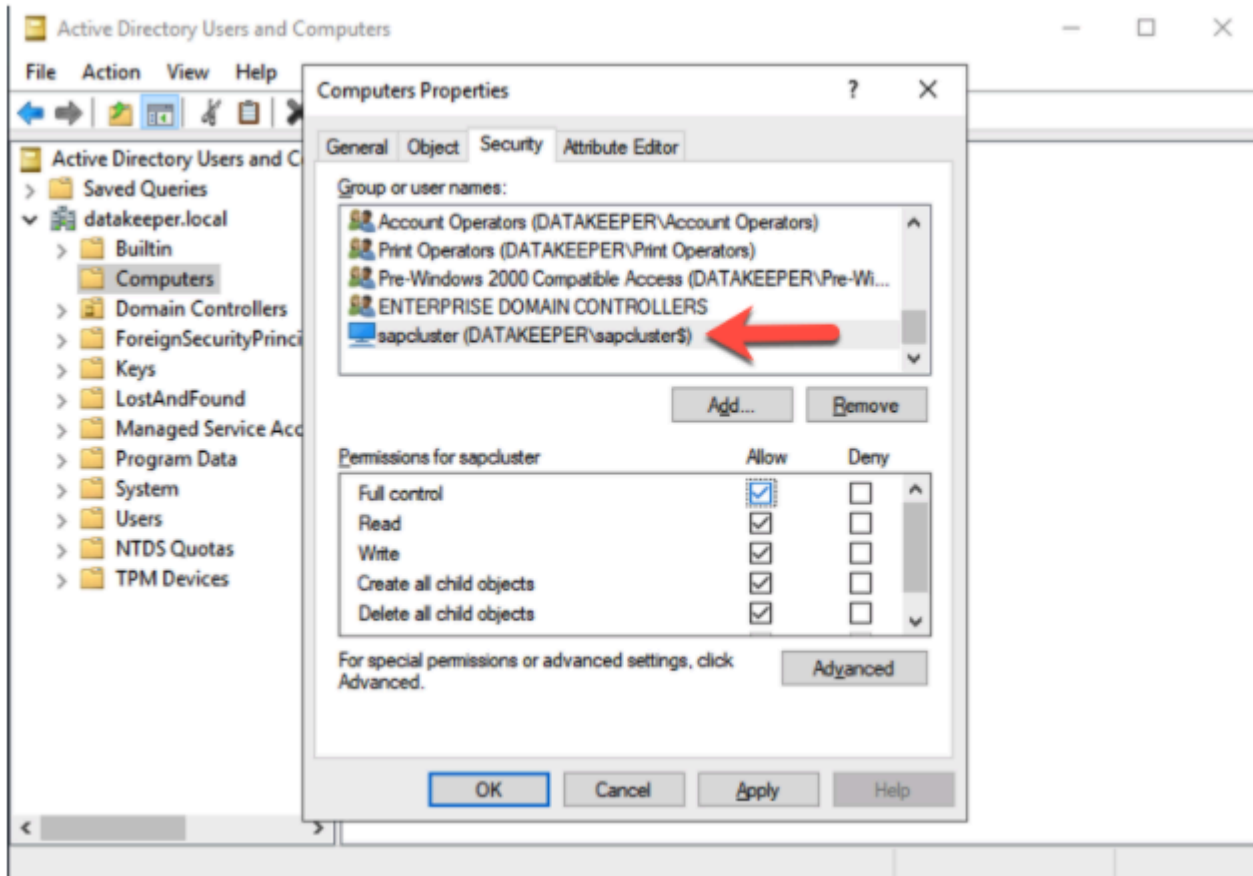 Active Directory Users and Computers
File Action View Help
Active Directory Users and C
Saved Queries
datakeeper.local
Builtin
Computers
Domain Controllers
ForeignSecurityPrinci
Keys
LostAndFound
Managed Service Acc
Program Data
System
Users
NTDS Quotas
TPM Devices
Computers Properties
General Object Security Attribute Editor
Group or user names:
Account Operators (DATAKEEPER\Account Operators)
Print Operators (DATAKEEPER\Print Operators)
Pre-Windows 2000 Compatible Access (DATAKEEPER\Pre-Wi...
ENTERPRISE DOMAIN CONTROLLERS
sapcluster (DATAKEEPER\sapcluster$)
Add... Remove
Permissions for sapcluster Allow Deny
Full control
Read
Write
Create all child objects
Delete all child objects
For special permissions or advanced settings, click
Advanced.
Advanced
OK Cancel Apply Help